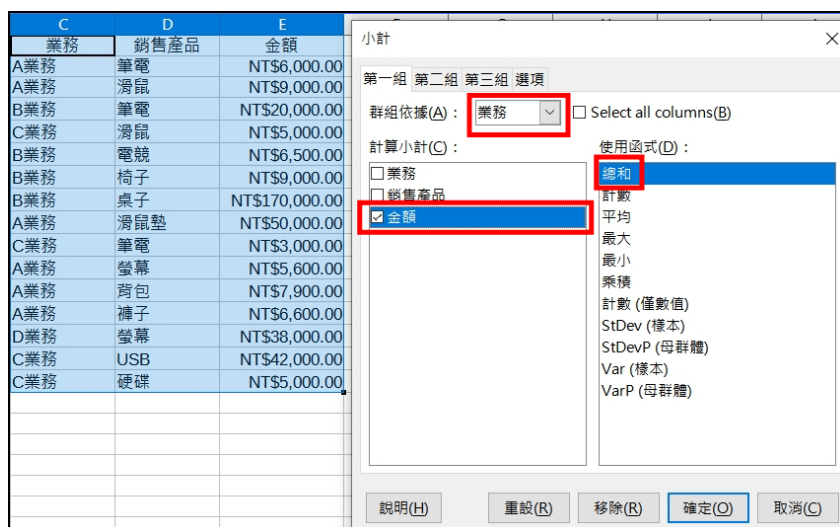 C D E
業務 銷售產品 金額
A業務 筆電 NT$6,000.00
A業務 滑鼠 NT$9,000.00
B業務 筆電 NT$20,000.00
C業務 滑鼠 NT$5,000.00
B業務 電競 NT$6,500.00
B業務 椅子 NT$9,000.00
B業務 桌子 NT$170,000.00
A業務 滑鼠墊 NT$50,000.00
C業務 筆電 NT$3,000.00
A業務 螢幕 NT$5,600.00
A業務 背包 NT$7,900.00
A業務 褲子 NT$6,600.00
D業務 螢幕 NT$38,000.00
C業務 USB NT$42,000.00
C業務 硬碟 NT$5,000.00
小計
第一組 第二組 第三組 選項
群組依據(A)： 業務 Select all columns(B)
計算小計(C)： 使用函式(D)：
業務 總和
銷售產品 計數
金額 平均
最大
最小
乘積
計數 (僅數值)
StDev (樣本)
StDevP (母群體)
Var (樣本)
VarP (母群體)
說明(H) 重設(R) 移除(R) 確定(O) 取消(C)